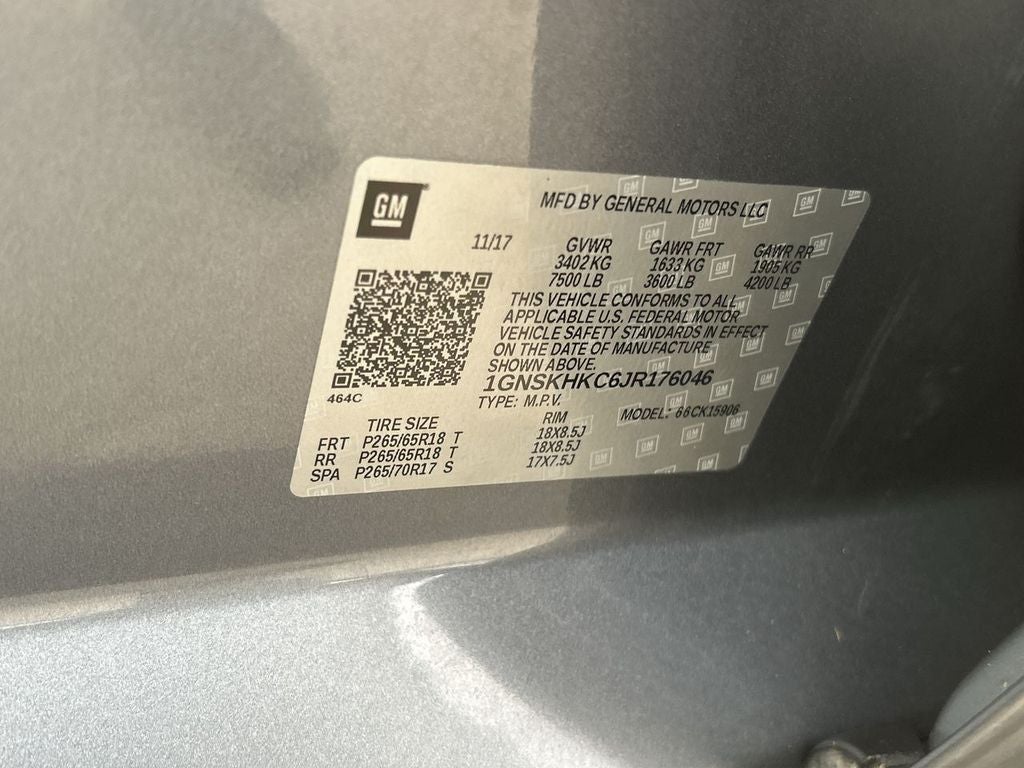 GM
MFD BY GENERAL MOTORS LLC
11/17 GVWR GAWR FRT GAWR RR
3402 KG 1633 KG 1905 KG
7500 LB 3600 LB 4200 LB
THIS VEHICLE CONFORMS TO ALL
APPLICABLE U.S. FEDERAL MOTOR
VEHICLE SAFETY STANDARDS IN EFFECT
ON THE DATE OF MANUFACTURE
SHOWN ABOVE.
1GNSKHKC6JR176046
464C
TYPE: M.P.V. MODEL: 66CK15906
TIRE SIZE RIM
FRT P265/65R18 T 18X8.5J
RR P265/65R18 T 18X8.5J
SPA P265/70R17 S 17X7.5J